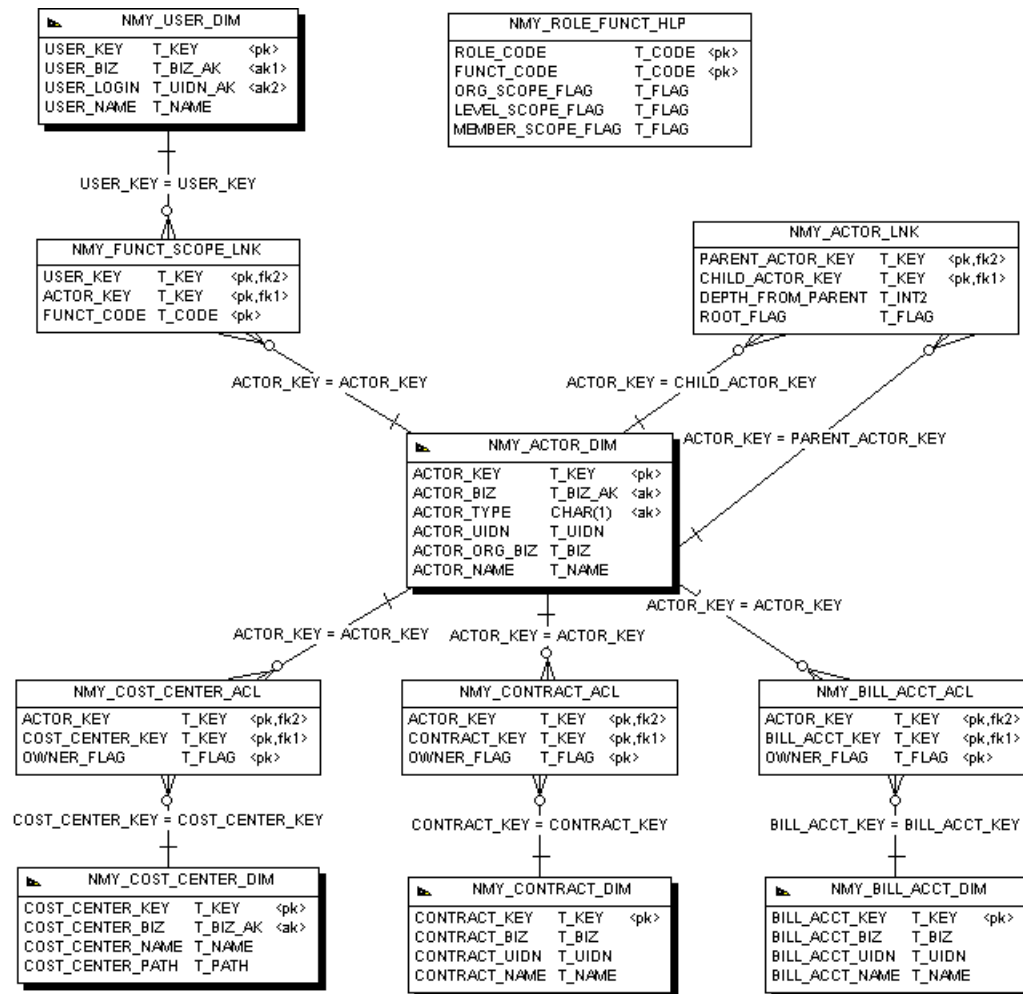 NMY_USER_DIM
USER_KEY T_KEY <pk>
USER_BIZ T_BIZ_AK <ak1>
USER_LOGIN T_UIDN_AK <ak2>
USER_NAME T_NAME
NMY_ROLE_FUNCT_HLP
ROLE_CODE T_CODE <pk>
FUNCT_CODE T_CODE <pk>
ORG_SCOPE_FLAG T_FLAG
LEVEL_SCOPE_FLAG T_FLAG
MEMBER_SCOPE_FLAG T_FLAG
USER_KEY = USER_KEY
NMY_FUNCT_SCOPE_LNK
USER_KEY T_KEY <pk,fk2>
ACTOR_KEY T_KEY <pk,fk1>
FUNCT_CODE T_CODE <pk>
NMY_ACTOR_LNK
PARENT_ACTOR_KEY T_KEY <pk,fk2>
CHILD_ACTOR_KEY T_KEY <pk,fk1>
DEPTH_FROM_PARENT T_INT2
ROOT_FLAG T_FLAG
ACTOR_KEY = ACTOR_KEY
ACTOR_KEY = CHILD_ACTOR_KEY
ACTOR_KEY = PARENT_ACTOR_KEY
NMY_ACTOR_DIM
ACTOR_KEY T_KEY <pk>
ACTOR_BIZ T_BIZ_AK <ak>
ACTOR_TYPE CHAR(1) <ak>
ACTOR_UIDN T_UIDN
ACTOR_ORG_BIZ T_BIZ
ACTOR_NAME T_NAME
ACTOR_KEY = ACTOR_KEY
ACTOR_KEY = ACTOR_KEY
ACTOR_KEY = ACTOR_KEY
NMY_COST_CENTER_ACL
ACTOR_KEY T_KEY <pk,fk2>
COST_CENTER_KEY T_KEY <pk,fk1>
OWNER_FLAG T_FLAG <pk>
NMY_CONTRACT_ACL
ACTOR_KEY T_KEY <pk,fk2>
CONTRACT_KEY T_KEY <pk,fk1>
OWNER_FLAG T_FLAG <pk>
NMY_BILL_ACCT_ACL
ACTOR_KEY T_KEY <pk,fk2>
BILL_ACCT_KEY T_KEY <pk,fk1>
OWNER_FLAG T_FLAG <pk>
COST_CENTER_KEY = COST_CENTER_KEY
CONTRACT_KEY = CONTRACT_KEY
BILL_ACCT_KEY = BILL_ACCT_KEY
NMY_COST_CENTER_DIM
COST_CENTER_KEY T_KEY <pk>
COST_CENTER_BIZ T_BIZ_AK <ak>
COST_CENTER_NAME T_NAME
COST_CENTER_PATH T_PATH
NMY_CONTRACT_DIM
CONTRACT_KEY T_KEY <pk>
CONTRACT_BIZ T_BIZ
CONTRACT_UIDN T_UIDN
CONTRACT_NAME T_NAME
NMY_BILL_ACCT_DIM
BILL_ACCT_KEY T_KEY <pk>
BILL_ACCT_BIZ T_BIZ
BILL_ACCT_UIDN T_UIDN
BILL_ACCT_NAME T_NAME